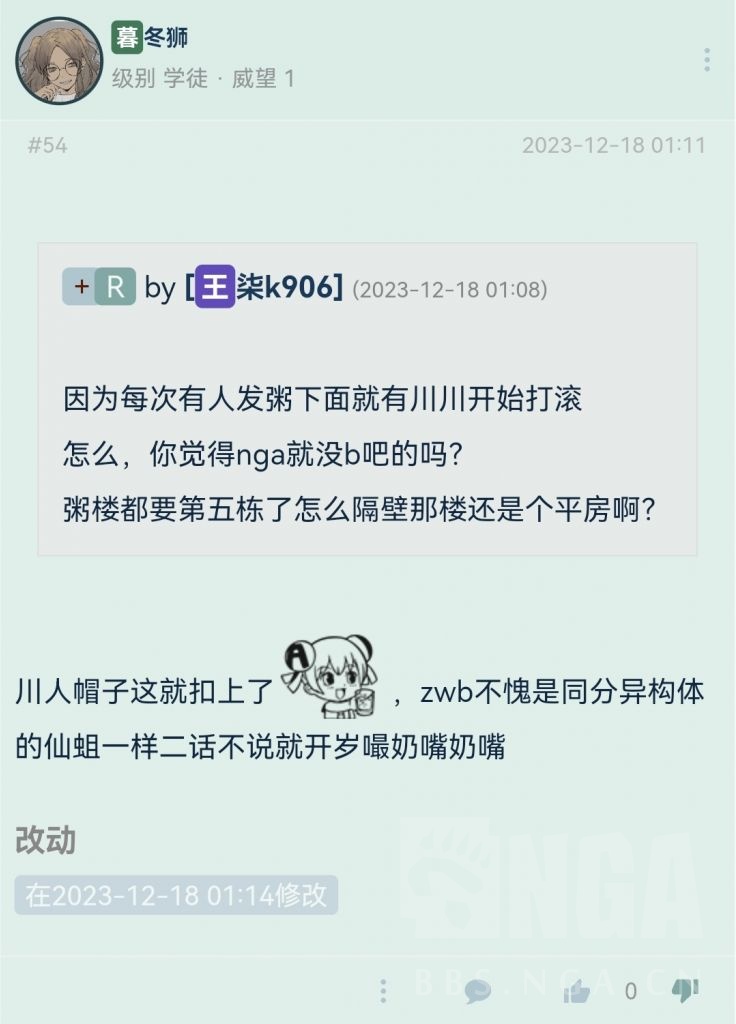 暮冬狮
级别 学徒 · 威望 1
#54
2023-12-18 01:11
+ R by [王柒k906] (2023-12-18 01:08)
因为每次有人发粥下面就有川川开始打滚
怎么，你觉得nga就没b吧的吗？
粥楼都要第五栋了怎么隔壁那楼还是个平房啊？
川人帽子这就扣上了，zwb不愧是同分异构体
的仙蛆一样二话不说就开岁嘬奶嘴奶嘴
改动
在2023-12-18 01:14修改
NGA
BBS.NGA.CN
0